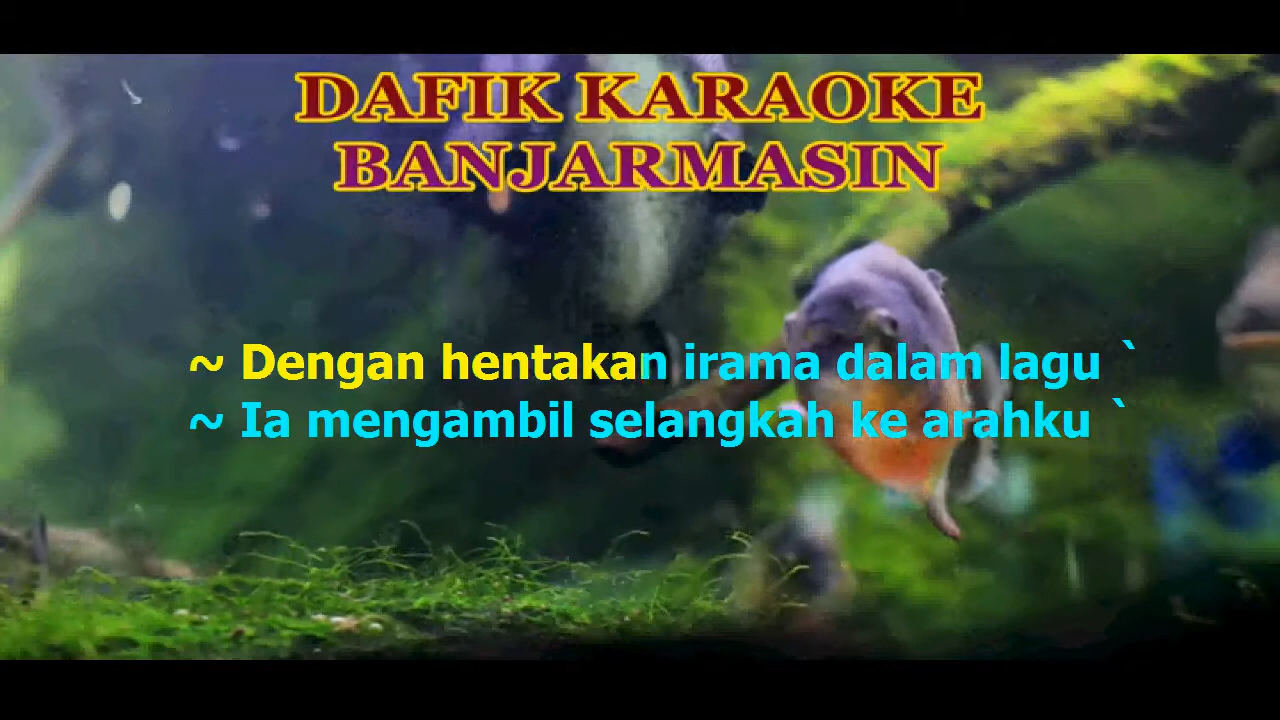 DAFIK KARAOKE
BANJARMASIN
~ Dengan hentakan irama dalam lagu `
~ Ia mengambil selangkah ke arahku `